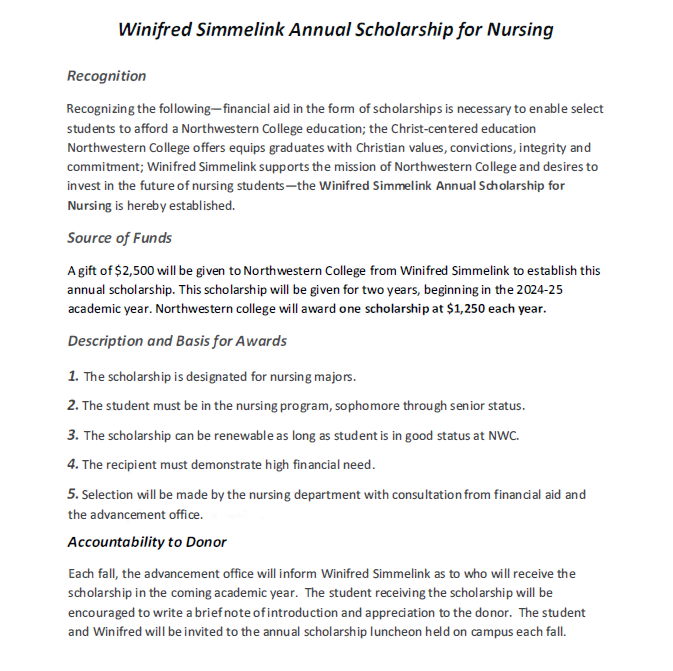 Winifred Simmelink Annual Scholarship for Nursing
Recognition
Recognizing the following—financial aid in the form of scholarships is necessary to enable select
students to afford a Northwestern College education; the Christ-centered education
Northwestern College offers equips graduates with Christian values, convictions, integrity and
commitment; Winifred Simmelink supports the mission of Northwestern College and desires to
invest in the future of nursing students—the Winifred Simmelink Annual Scholarship for
Nursing is hereby established.
Source of Funds
A gift of $2,500 will be given to Northwestern College from Winifred Simmelink to establish this
annual scholarship. This scholarship will be given for two years, beginning in the 2024-25
academic year. Northwestern college will award one scholarship at $1,250 each year.
Description and Basis for Awards
1. The scholarship is designated for nursing majors.
2. The student must be in the nursing program, sophomore through senior status.
3. The scholarship can be renewable as long as student is in good status at NWC.
4. The recipient must demonstrate high financial need.
5. Selection will be made by the nursing department with consultation from financial aid and
the advancement office.
Accountability to Donor
Each fall, the advancement office will inform Winifred Simmelink as to who will receive the
scholarship in the coming academic year. The student receiving the scholarship will be
encouraged to write a brief note of introduction and appreciation to the donor. The student
and Winifred will be invited to the annual scholarship luncheon held on campus each fall.